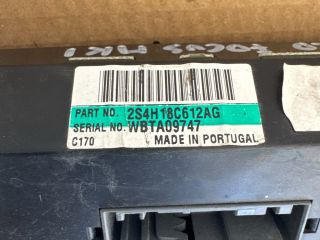 FOCUS MK1
PART NO. 2S4H18C612AG
SERIAL NO. WBTA09747
C170 MADE IN PORTUGAL